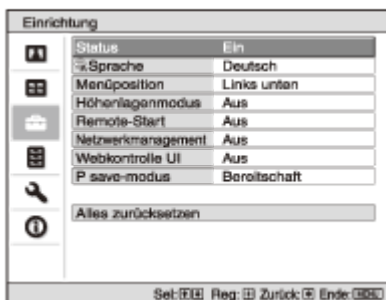 Einrichtung
Status Ein
Sprache Deutsch
Menüposition Links unten
Höhenlagenmodus Aus
Remote-Start Aus
Netzwerkmanagement Aus
Webkontrolle UI Aus
P save-modus Bereitschaft
Alles zurücksetzen
Sel: Reg: Zurück: Ende: